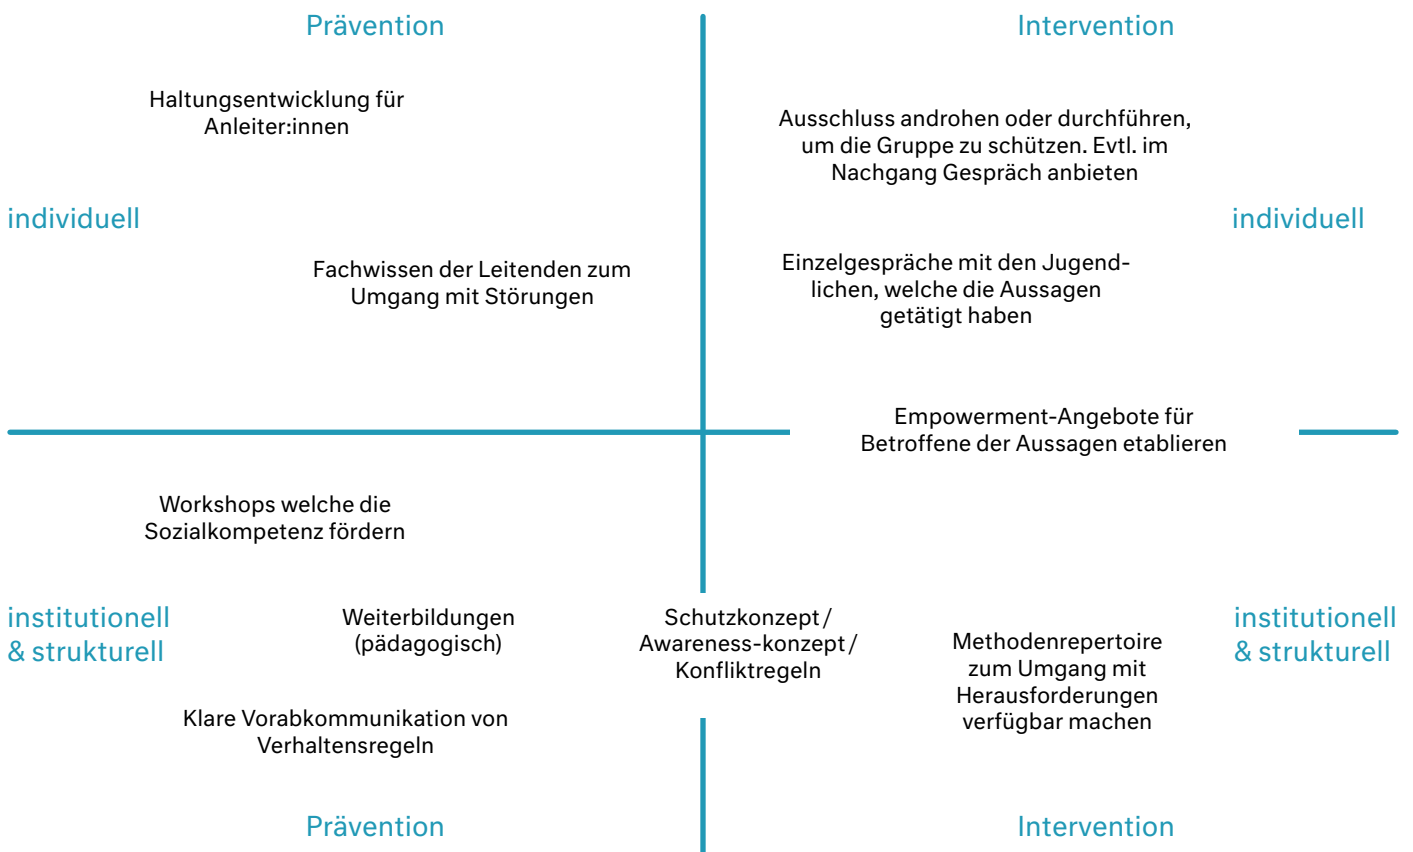 Prävention
Intervention
Haltungsentwicklung für
Anleiter:innen
Ausschluss androhen oder durchführen,
um die Gruppe zu schützen. Evtl. im
Nachgang Gespräch anbieten
individuell
individuell
Fachwissen der Leitenden zum
Umgang mit Störungen
Einzelgespräche mit den Jugend-
lichen, welche die Aussagen
getätigt haben
Empowerment-Angebote für
Betroffene der Aussagen etablieren
Workshops welche die
Sozialkompetenz fördern
institutionell
& strukturell
Weiterbildungen
(pädagogisch)
Schutzkonzept /
Awareness-konzept /
Konfliktregeln
Methodenrepertoire
zum Umgang mit
Herausforderungen
verfügbar machen
institutionell
& strukturell
Klare Vorabkommunikation von
Verhaltensregeln
Prävention
Intervention